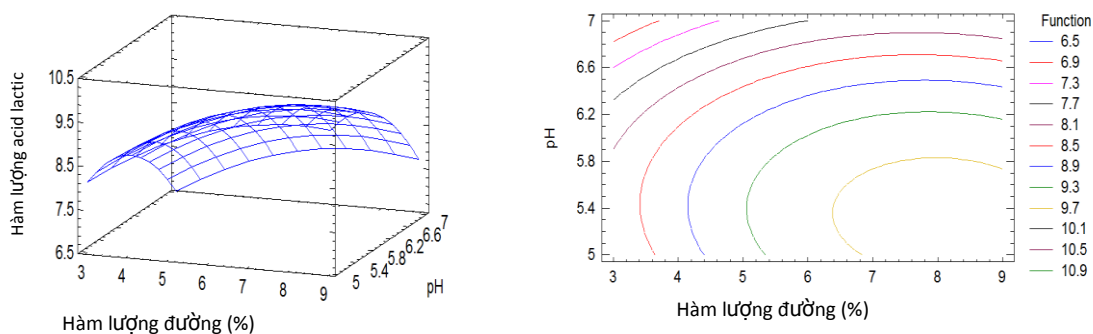 Hàm lượng acid lactic
10.5
9.5
8.5
7.5
6.5
3 4 5 6 7 8 9
5 5.4 5.8 6.2 6.6 7
pH
Hàm lượng đường (%)
pH
7
6.6
6.2
5.8
5.4
5
3 4 5 6 7 8 9
Hàm lượng đường (%)
Function
6.5
6.9
7.3
7.7
8.1
8.5
8.9
9.3
9.7
10.1
10.5
10.9